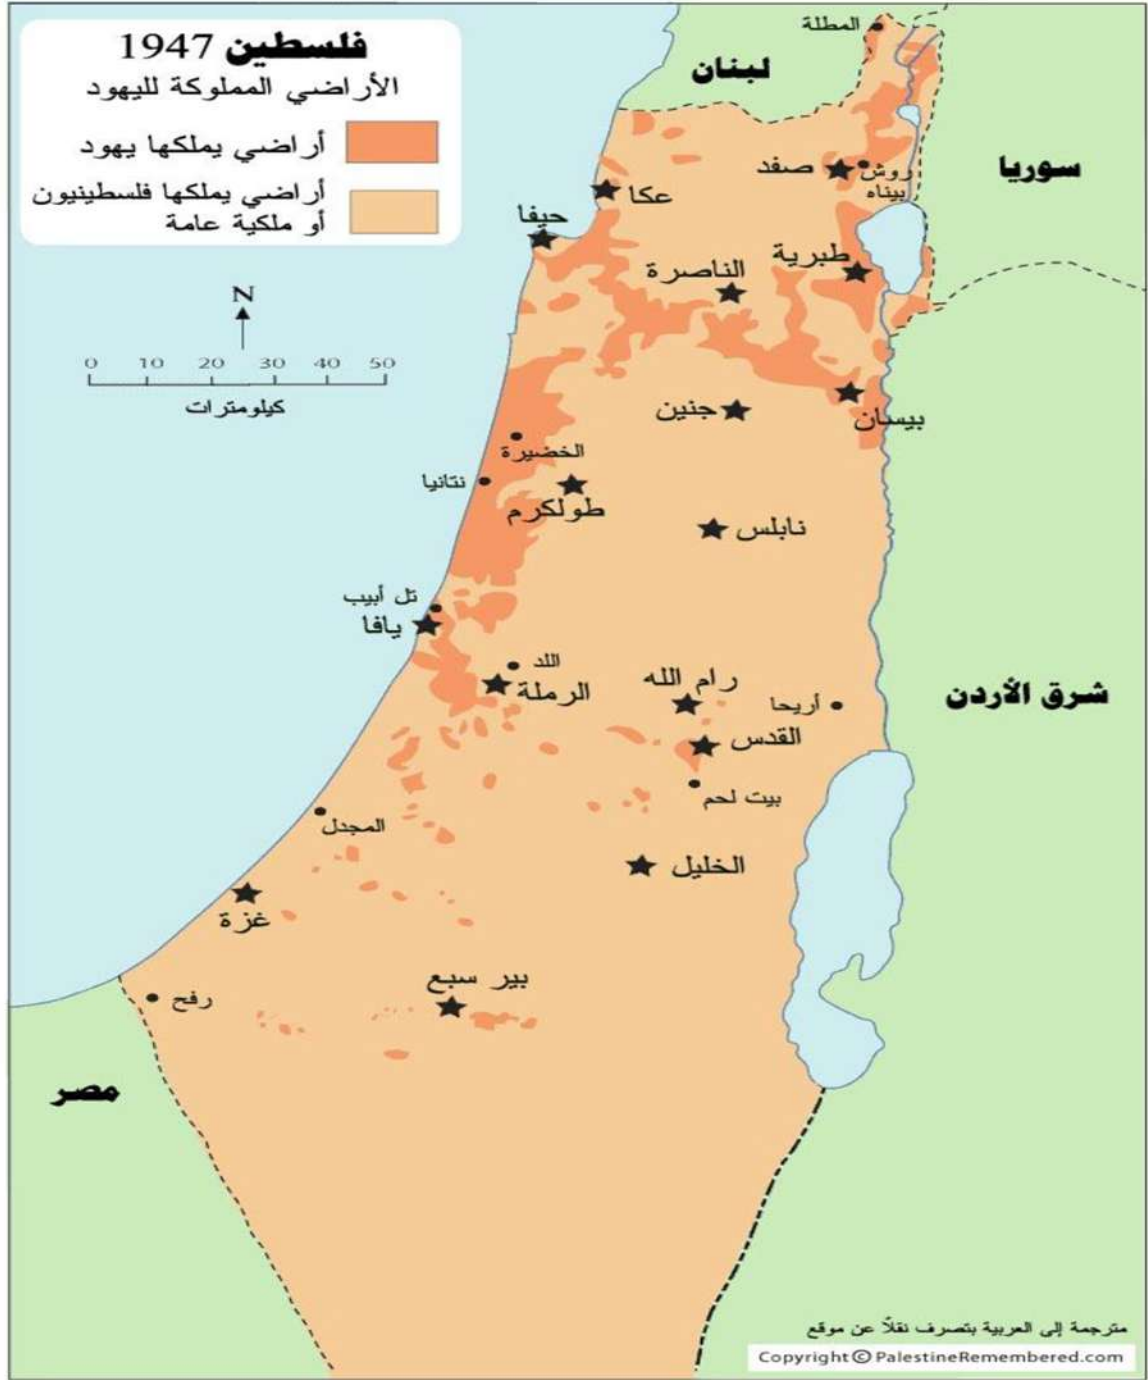 فلسطين 1947
الأراضي المملوكة لليهود
أراضي يملكها يهود
أراضي يملكها فلسطينيون
أو ملكية عامة
المطلة
لبنان
سوريا
صفد
روش
بيناه
عكا
حيفا
طبرية
الناصرة
N
0 10 20 30 40 50
كيلومترات
جنين
بيسان
الخضيرة
نتانيا
طولكرم
نابلس
تل أبيب
يافا
اللد
الرملة
رام الله
أريحا
شرق الأردن
القدس
بيت لحم
المجدل
الخليل
غزة
بير سبع
رفح
مصر
مترجمة إلى العربية بتصرف نقلاً عن موقع
Copyright © PalestineRemembered.com